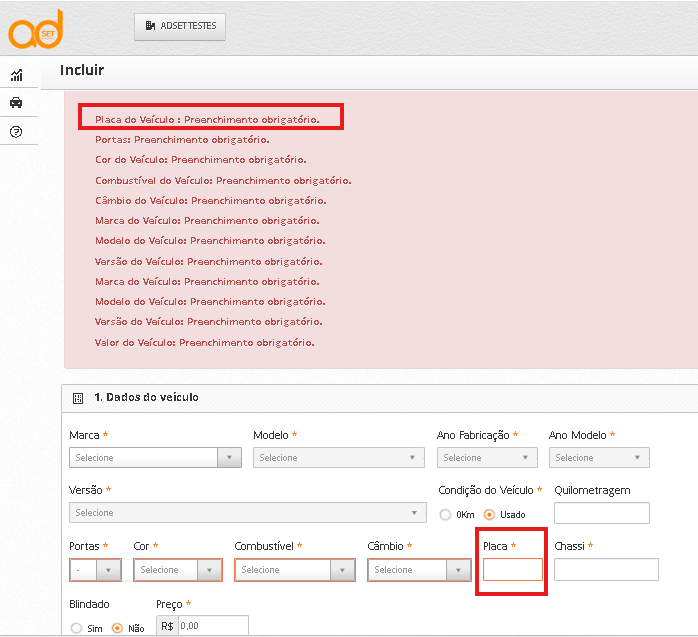 ad SET
ADSETTESTES
Incluir
Placa do Veículo : Preenchimento obrigatório.
Portas: Preenchimento obrigatório.
Cor do Veículo: Preenchimento obrigatório.
Combustível do Veículo: Preenchimento obrigatório.
Câmbio do Veículo: Preenchimento obrigatório.
Marca do Veículo: Preenchimento obrigatório.
Modelo do Veículo: Preenchimento obrigatório.
Versão do Veículo: Preenchimento obrigatório.
Marca do Veículo: Preenchimento obrigatório.
Modelo do Veículo: Preenchimento obrigatório.
Versão do Veículo: Preenchimento obrigatório.
Valor do Veículo: Preenchimento obrigatório.
1. Dados do veículo
Marca * Modelo * Ano Fabricação * Ano Modelo *
Selecione Selecione Selecione Selecione
Versão * Condição do Veículo * Quilometragem
Selecione 0Km Usado
Portas * Cor * Combustível * Câmbio * Placa * Chassi *
- Selecione Selecione Selecione
Blindado Preço *
Sim Não R$ 0,00